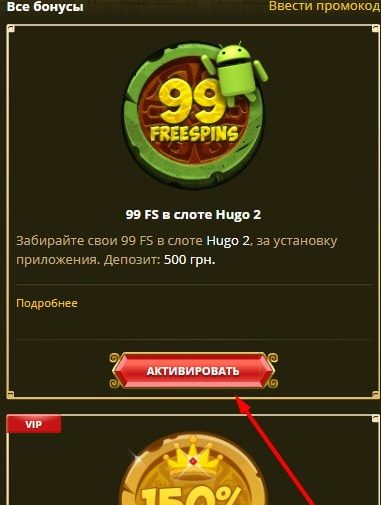 Все бонусы
Ввести промокод
99
FREESPINS
99 FS в слоте Hugo 2
Забирайте свои 99 FS в слоте Hugo 2, за установку
приложения. Депозит: 500 грн.
Подробнее
АКТИВИРОВАТЬ
VIP
150%